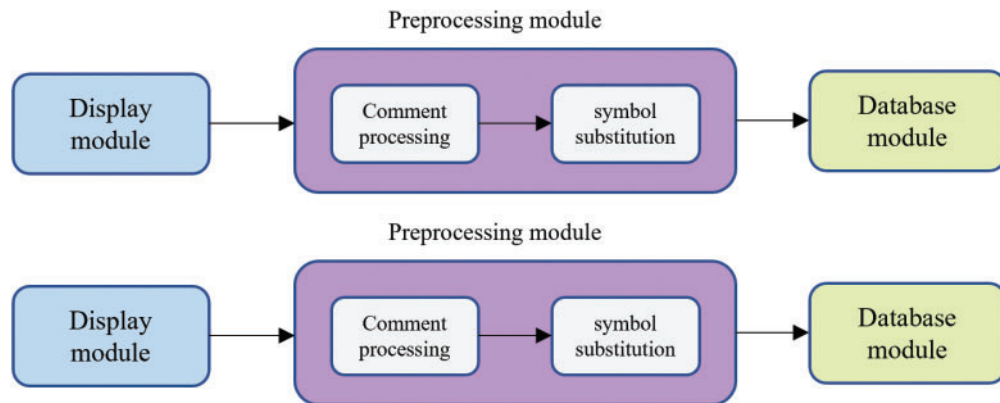 Preprocessing module
Display
module
Comment
processing
symbol
substitution
Database
module
Preprocessing module
Display
module
Comment
processing
symbol
substitution
Database
module